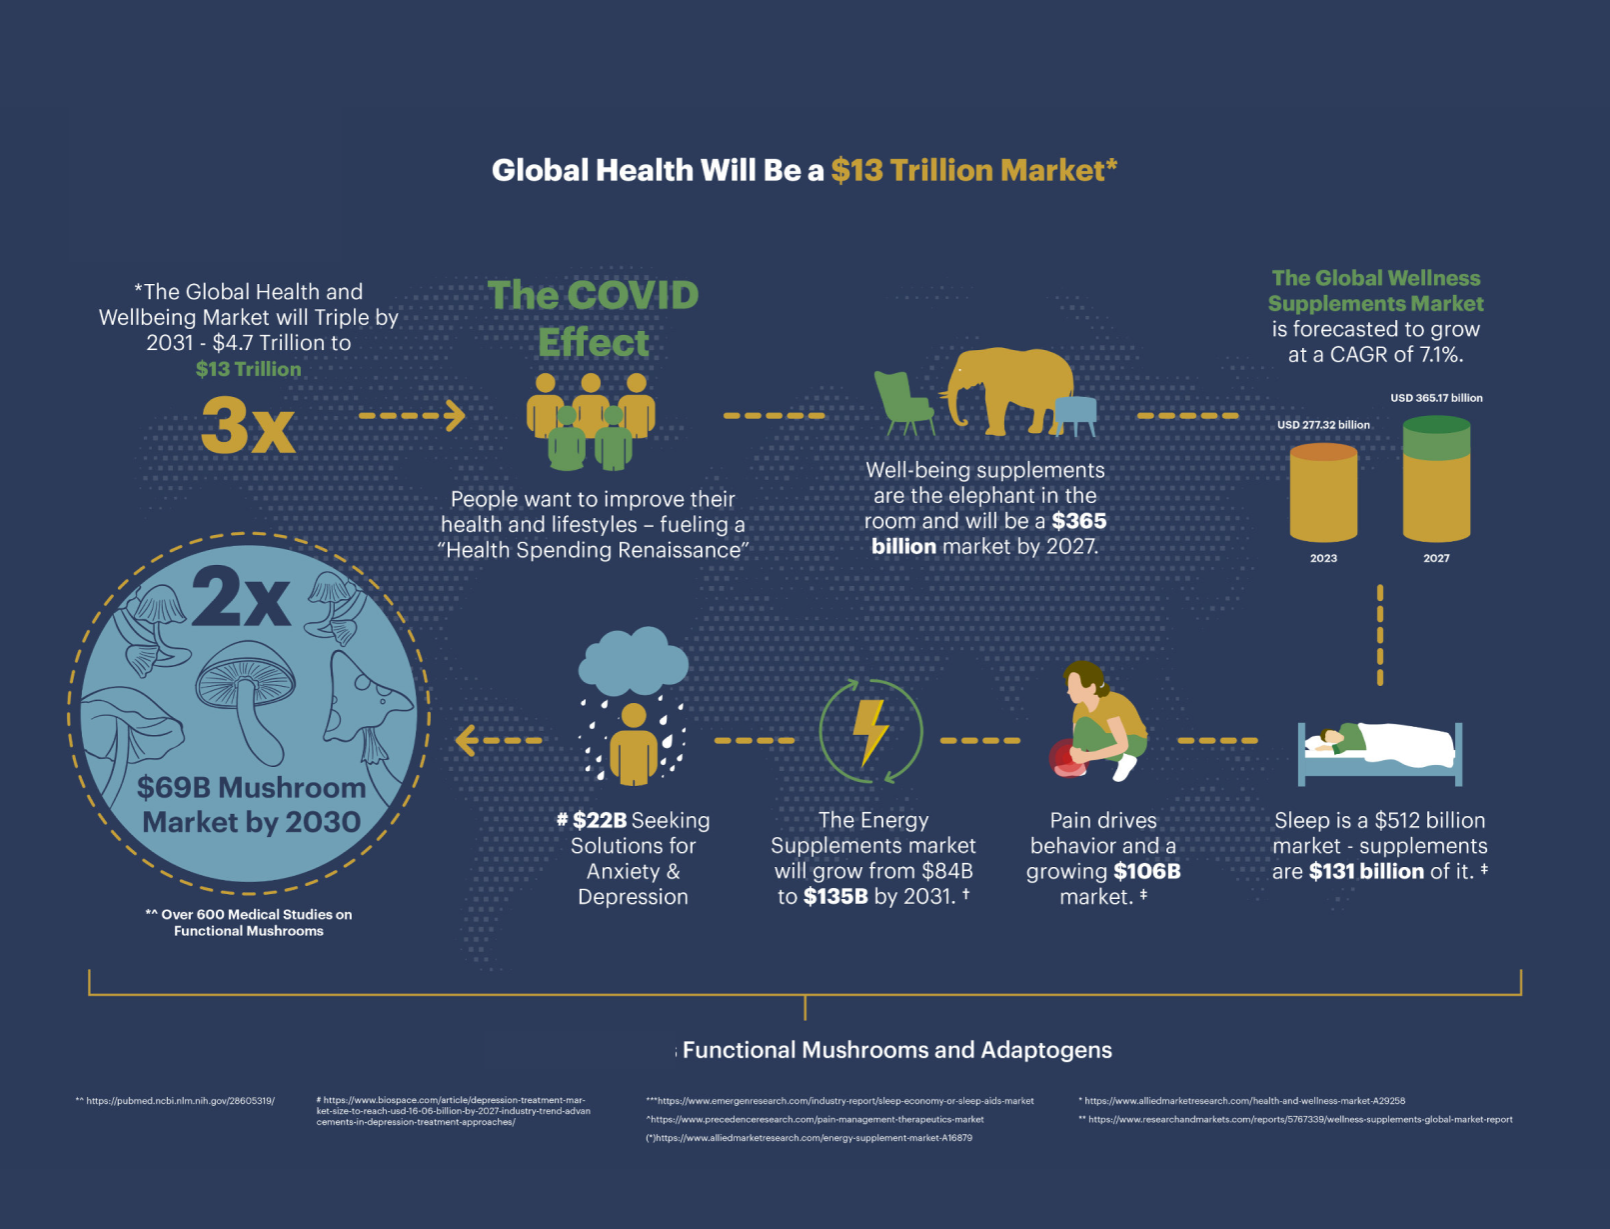 Global Health Will Be a $13 Trillion Market*
*The Global Health and
Wellbeing Market will Triple by
2031 - $4.7 Trillion to
$13 Trillion
3x
The COVID
Effect
People want to improve their
health and lifestyles – fueling a
“Health Spending Renaissance”
Well-being supplements
are the elephant in the
room and will be a $365
billion market by 2027.
The Global Wellness
Supplements Market
is forecasted to grow
at a CAGR of 7.1%.
USD 277.32 billion
USD 365.17 billion
2023
2027
Sleep is a $512 billion
market - supplements
are $131 billion of it. ‡
Pain drives
behavior and a
growing $106B
market. ‡
The Energy
Supplements market
will grow from $84B
to $135B by 2031. †
# $22B Seeking
Solutions for
Anxiety &
Depression
2x
$69B Mushroom
Market by 2030
*^ Over 600 Medical Studies on
Functional Mushrooms
Functional Mushrooms and Adaptogens
*^ https://pubmed.ncbi.nlm.nih.gov/28605319/
# https://www.biospace.com/article/depression-treatment-mar-
ket-size-to-reach-usd-16-06-billion-by-2027-industry-trend-advan
cements-in-depression-treatment-approaches/
***https://www.emergenresearch.com/industry-report/sleep-economy-or-sleep-aids-market
^https://www.precedenceresearch.com/pain-management-therapeutics-market
(*)https://www.alliedmarketresearch.com/energy-supplement-market-A16879
* https://www.alliedmarketresearch.com/health-and-wellness-market-A29258
** https://www.researchandmarkets.com/reports/5767339/wellness-supplements-global-market-report